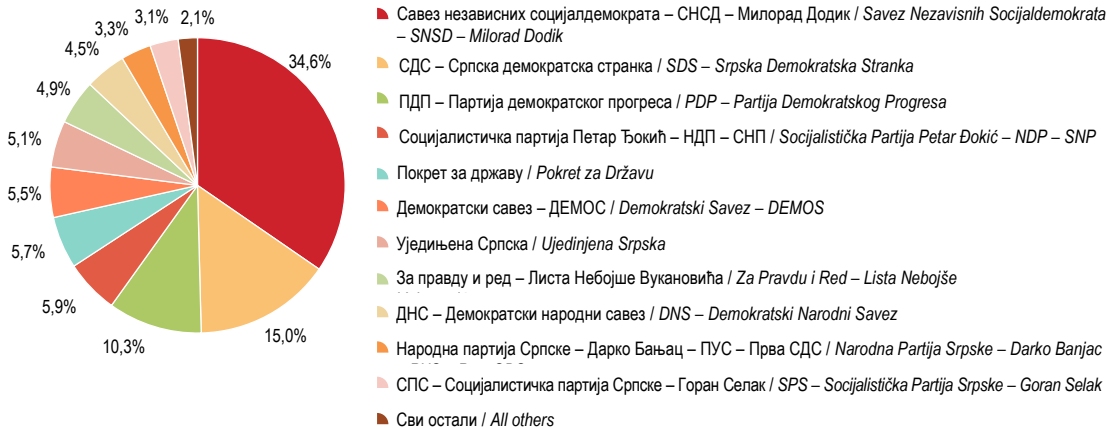 3,1%
2,1%
3,3%
4,5%
4,9%
5,1%
5,5%
5,7%
5,9%
10,3%
15,0%
34,6%
Савез независних социјалдемократа – СНСД – Милорад Додик / Savez Nezavisnih Socijaldemokrata
– SNSD – Milorad Dodik
СДС – Српска демократска странка / SDS – Srpska Demokratska Stranka
ПДП – Партија демократског прогреса / PDP – Partija Demokratskog Progresa
Социјалистичка партија Петар Ђокић – НДП – СНП / Socijalistička Partija Petar Đokić – NDP – SNP
Покрет за државу / Pokret za Državu
Демократски савез – ДЕМОС / Demokratski Savez – DEMOS
Уједињена Српска / Ujedinjena Srpska
За правду и ред – Листа Небојше Вукановића / Za Pravdu i Red – Lista Nebojše
ДНС – Демократски народни савез / DNS – Demokratski Narodni Savez
Народна партија Српске – Дарко Бањац – ПУС – Прва СДС / Narodna Partija Srpske – Darko Banjac
СПС – Социјалистичка партија Српске – Горан Селак / SPS – Socijalistička Partija Srpske – Goran Selak
Сви остали / All others